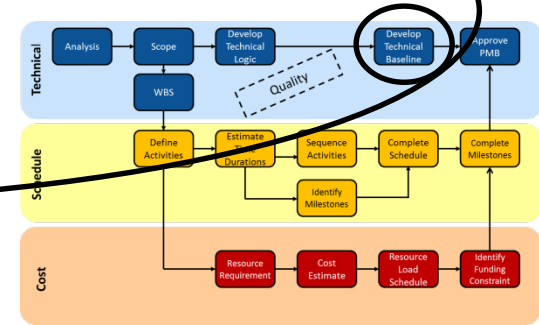 Technical
Analysis
Scope
Develop
Technical
Logic
Develop
Technical
Baseline
Approve
PMB
WBS
Quality
Schedule
Define
Activities
Estimate
Time
Durations
Sequence
Activities
Complete
Schedule
Complete
Milestones
Identify
Milestones
Cost
Resource
Requirement
Cost
Estimate
Resource
Load
Schedule
Identify
Funding
Constraint